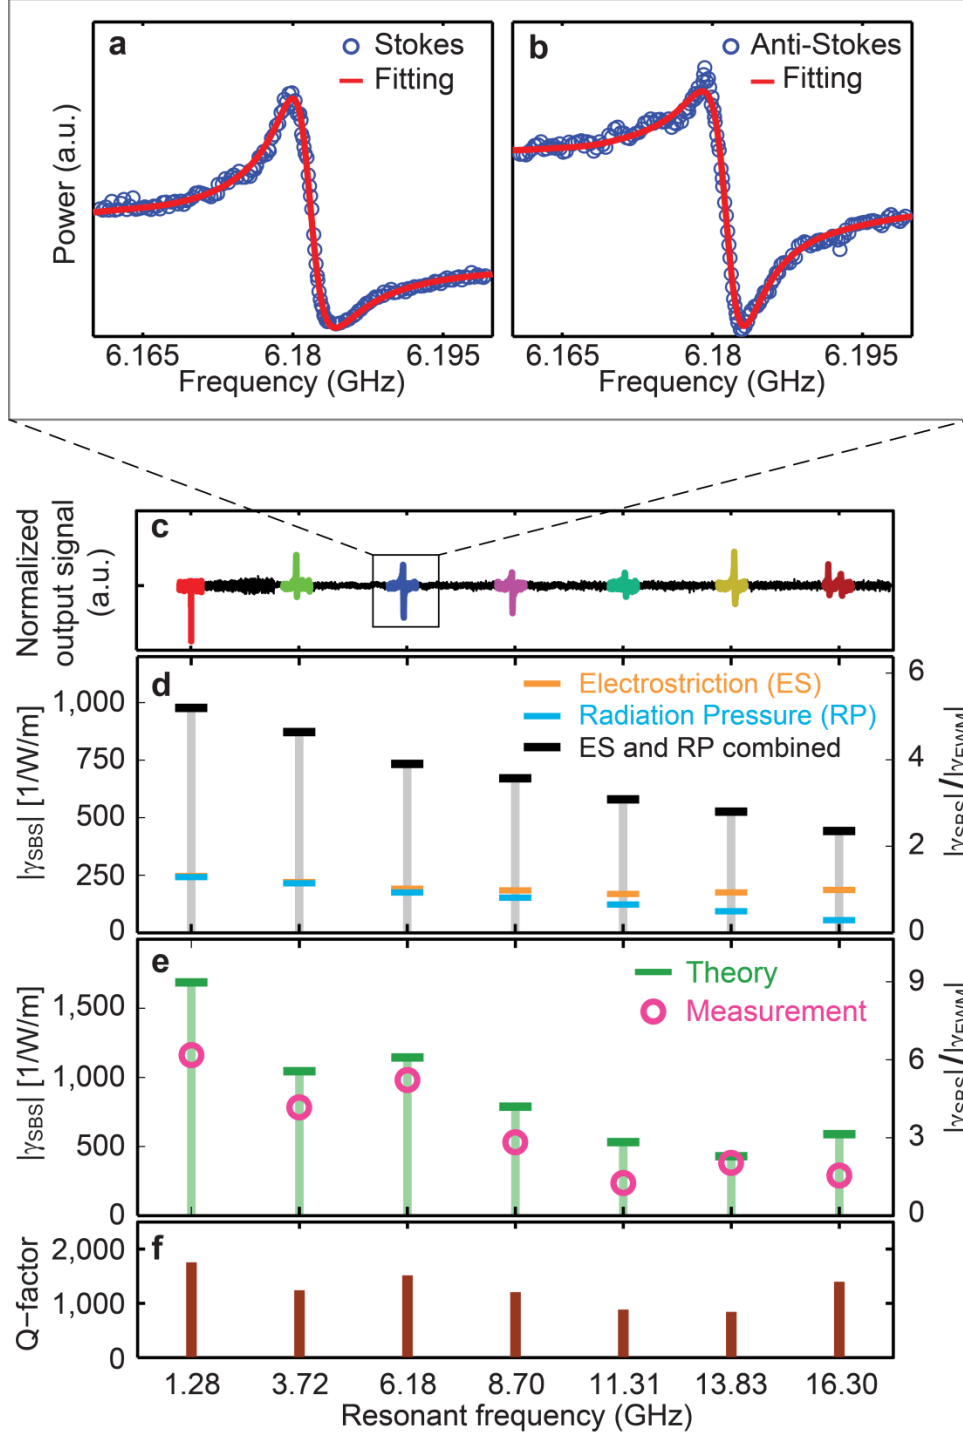 a
Stokes
Fitting
b
Anti-Stokes
Fitting
Power (a.u.)
6.165
6.18
6.195
Frequency (GHz)
6.165
6.18
6.195
Frequency (GHz)
Normalized
output signal
(a.u.)
c
d
Electrostriction (ES)
Radiation Pressure (RP)
ES and RP combined
|γSBS| [1/W/m]
1,000
750
500
250
0
6
4
2
0
|γSBS|/|γFWM|
e
Theory
Measurement
|γSBS| [1/W/m]
1,500
1,000
500
0
9
6
3
0
|γSBS|/|γFWM|
f
Q−factor
2,000
1,000
0
1.28
3.72
6.18
8.70
11.31
13.83
16.30
Resonant frequency (GHz)